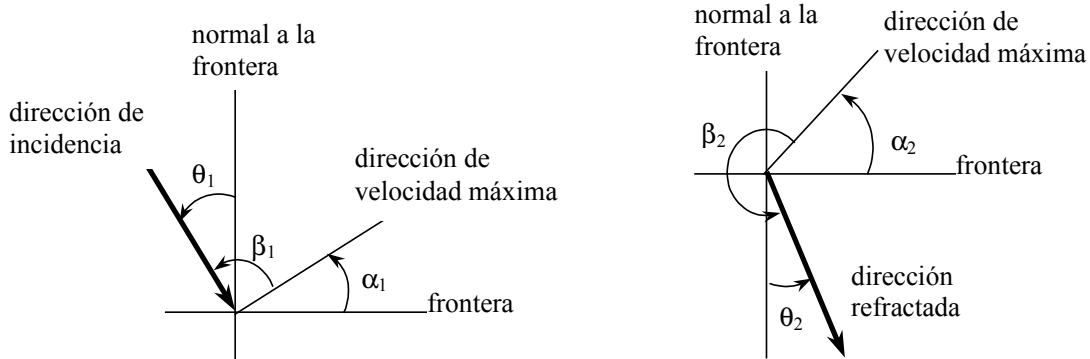 normal a la
frontera
dirección de
incidencia
θ1
dirección de
velocidad máxima
β1
α1
frontera
normal a la
frontera
dirección de
velocidad máxima
β2
α2
frontera
dirección
refractada
θ2